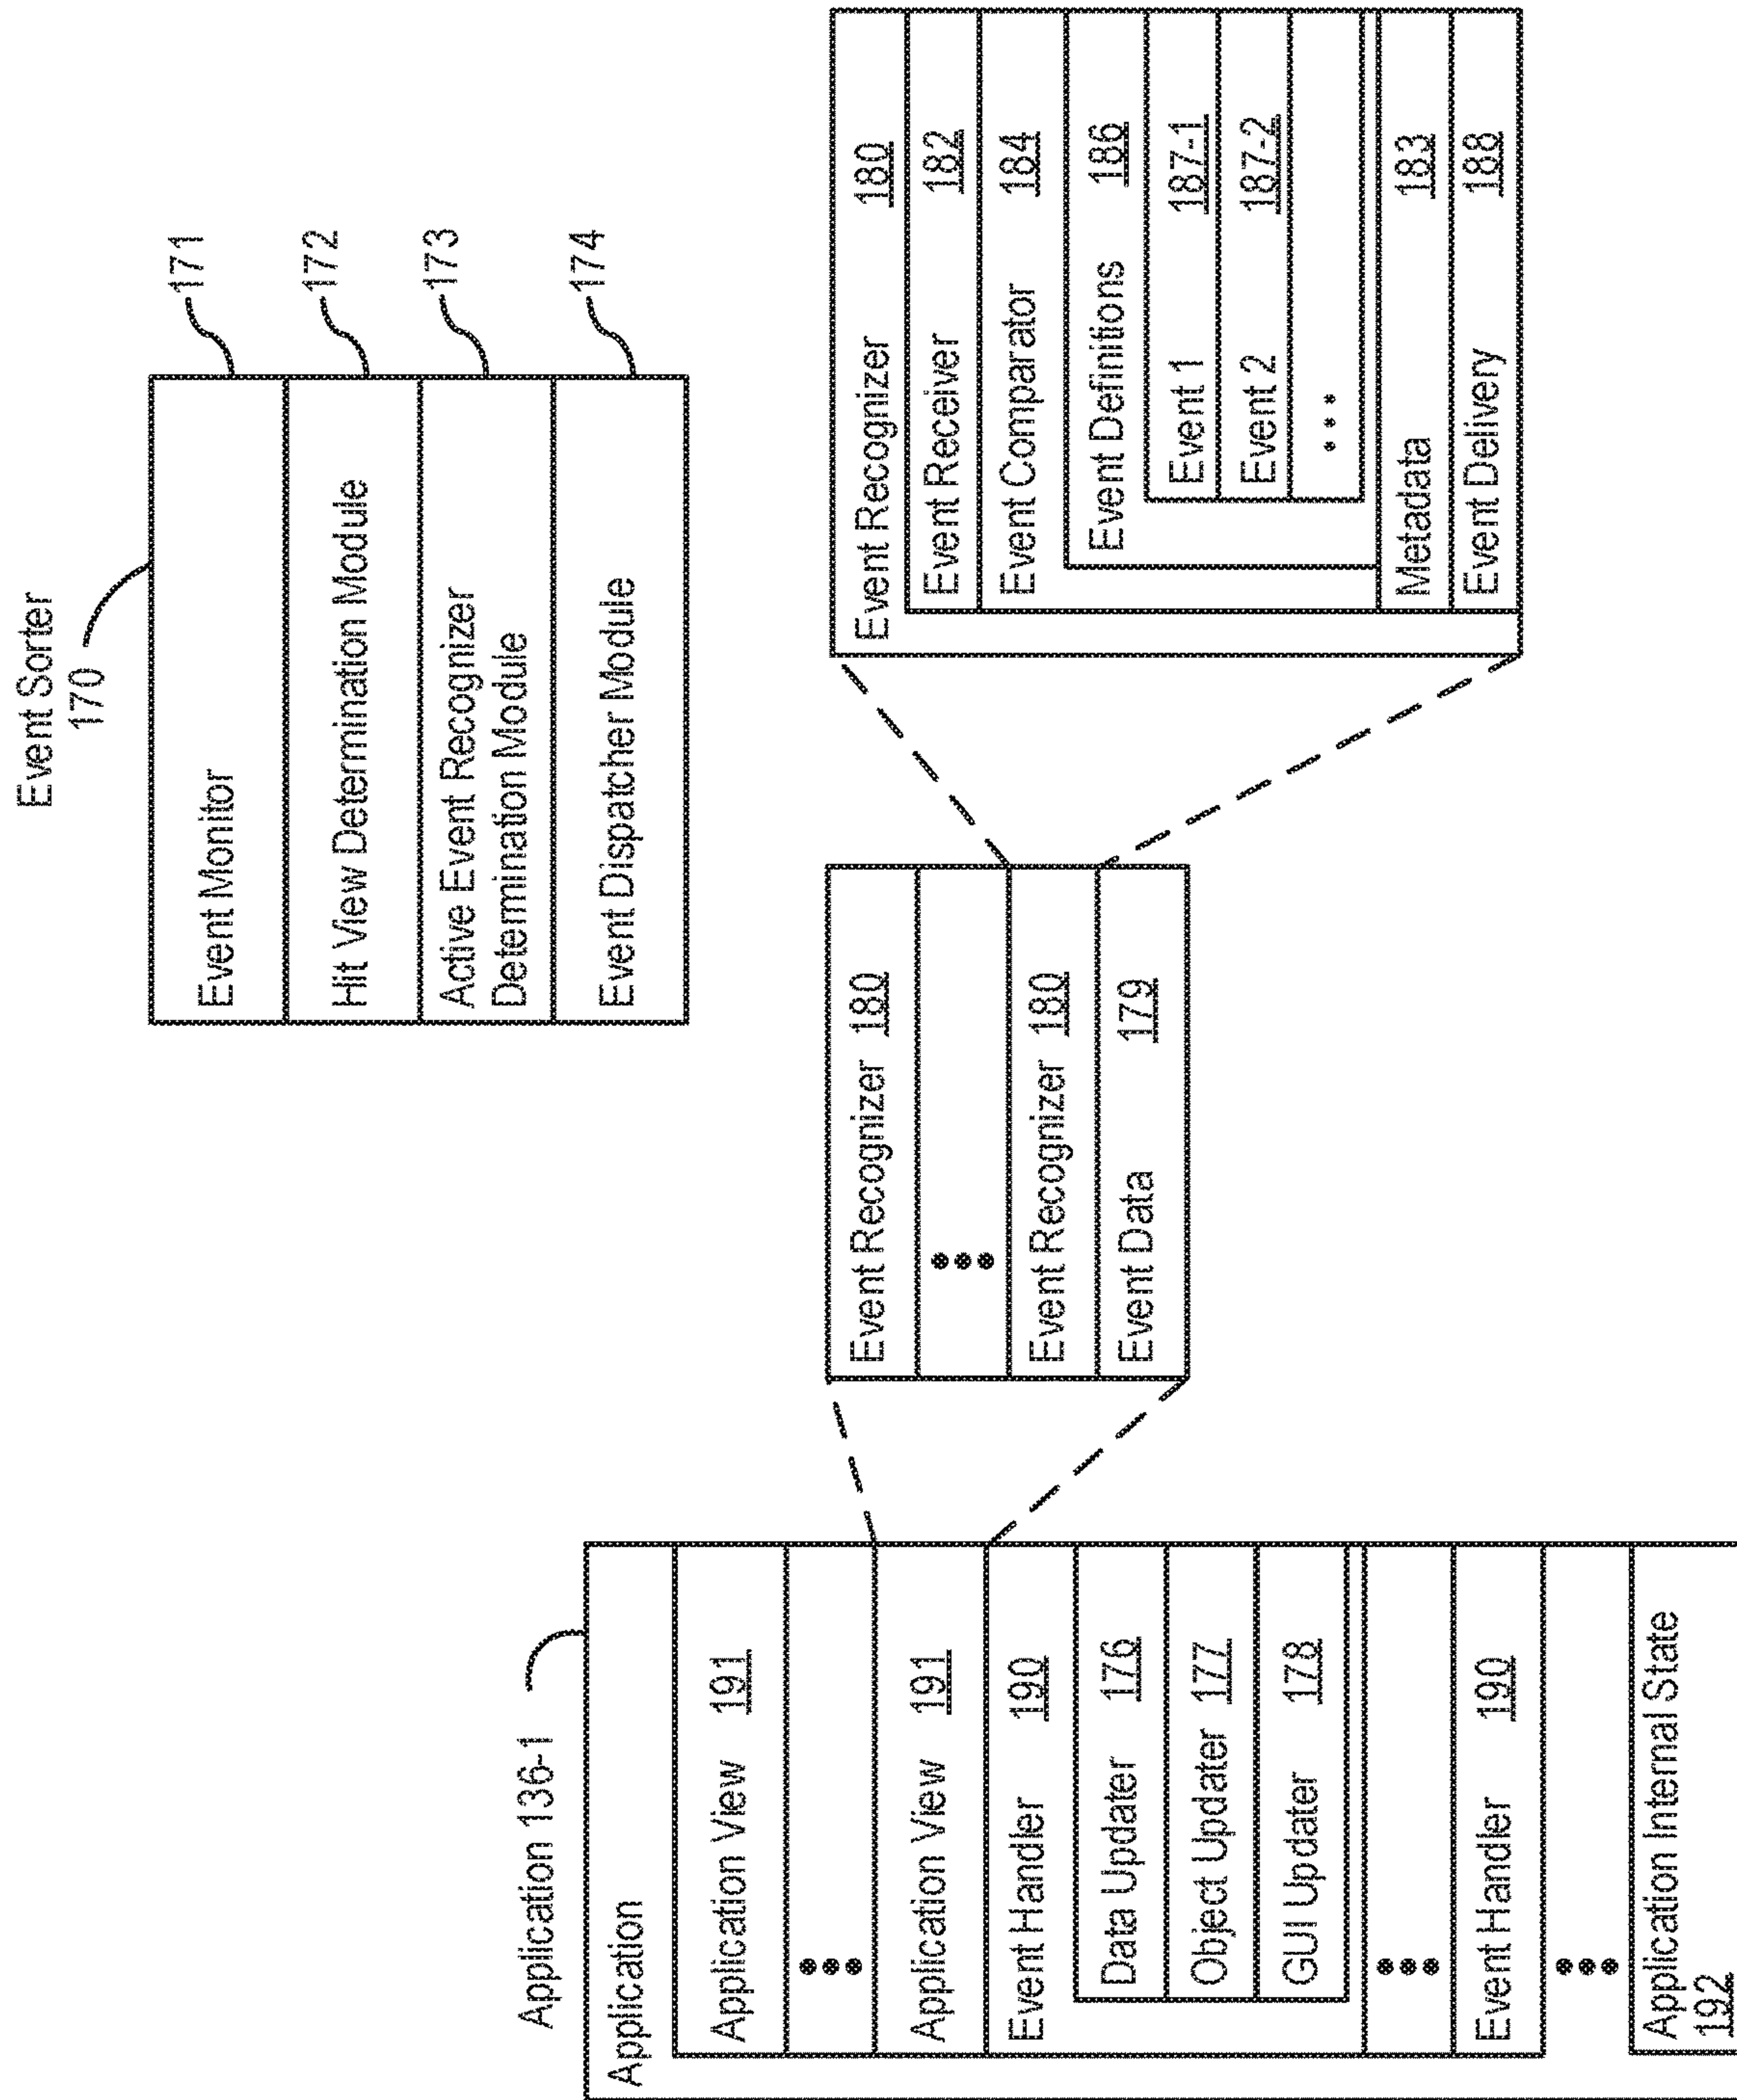 Event Sorter
170
Event Monitor
171
Hit View Determination Module
172
Active Event Recognizer
Determination Module
173
Event Dispatcher Module
174
Application 136-1
Application
Application View 191
•••
Application View 191
Event Handler 190
Data Updater 176
Object Updater 177
GUI Updater 178
•••
Event Handler 190
•••
Application Internal State
192
Event Recognizer 180
•••
Event Recognizer 180
Event Data 179
Event Recognizer 180
Event Receiver 182
Event Comparator 184
Event Definitions 186
Event 1 187-1
Event 2 187-2
•••
Metadata 183
Event Delivery 188